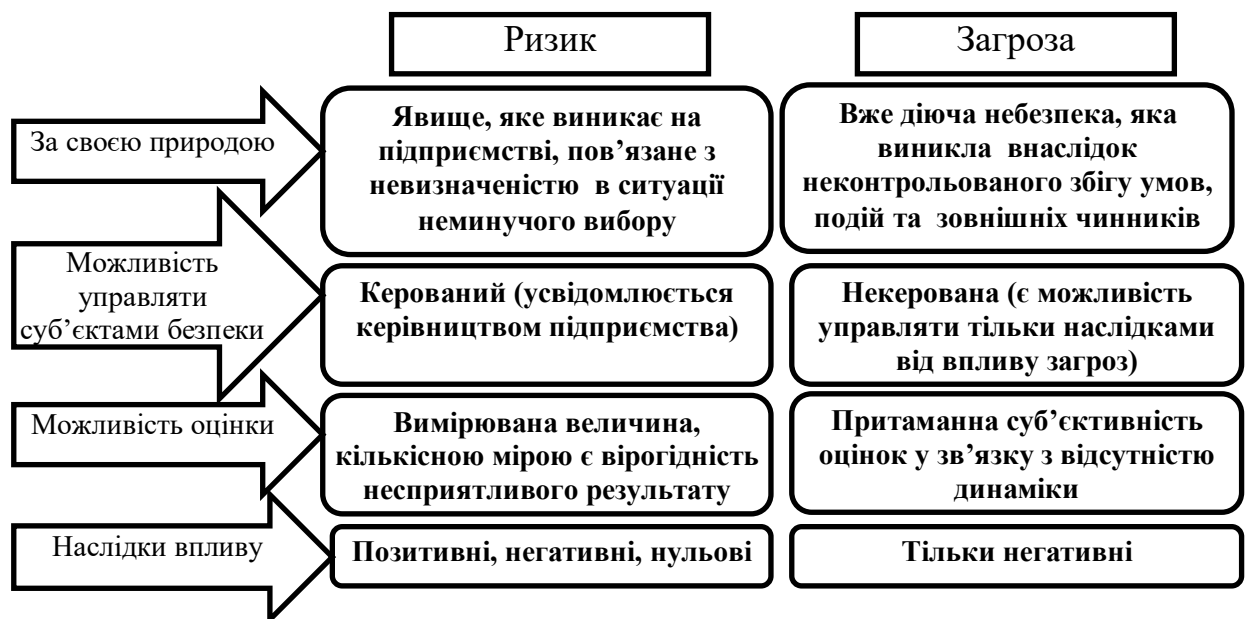 Ризик
Загроза
За своєю природою
Явище, яке виникає на
підприємстві, пов’язане з
невизначеністю в ситуації
неминучого вибору
Вже діюча небезпека, яка
виникла внаслідок
неконтрольованого збігу умов,
подій та зовнішніх чинників
Можливість
управляти
суб’єктами безпеки
Керований (усвідомлюється
керівництвом підприємства)
Некерована (є можливість
управляти тільки наслідками
від впливу загроз)
Можливість оцінки
Вимірювана величина,
кількісною мірою є вірогідність
несприятливого результату
Притаманна суб’єктивність
оцінок у зв’язку з відсутністю
динаміки
Наслідки впливу
Позитивні, негативні, нульові
Тільки негативні